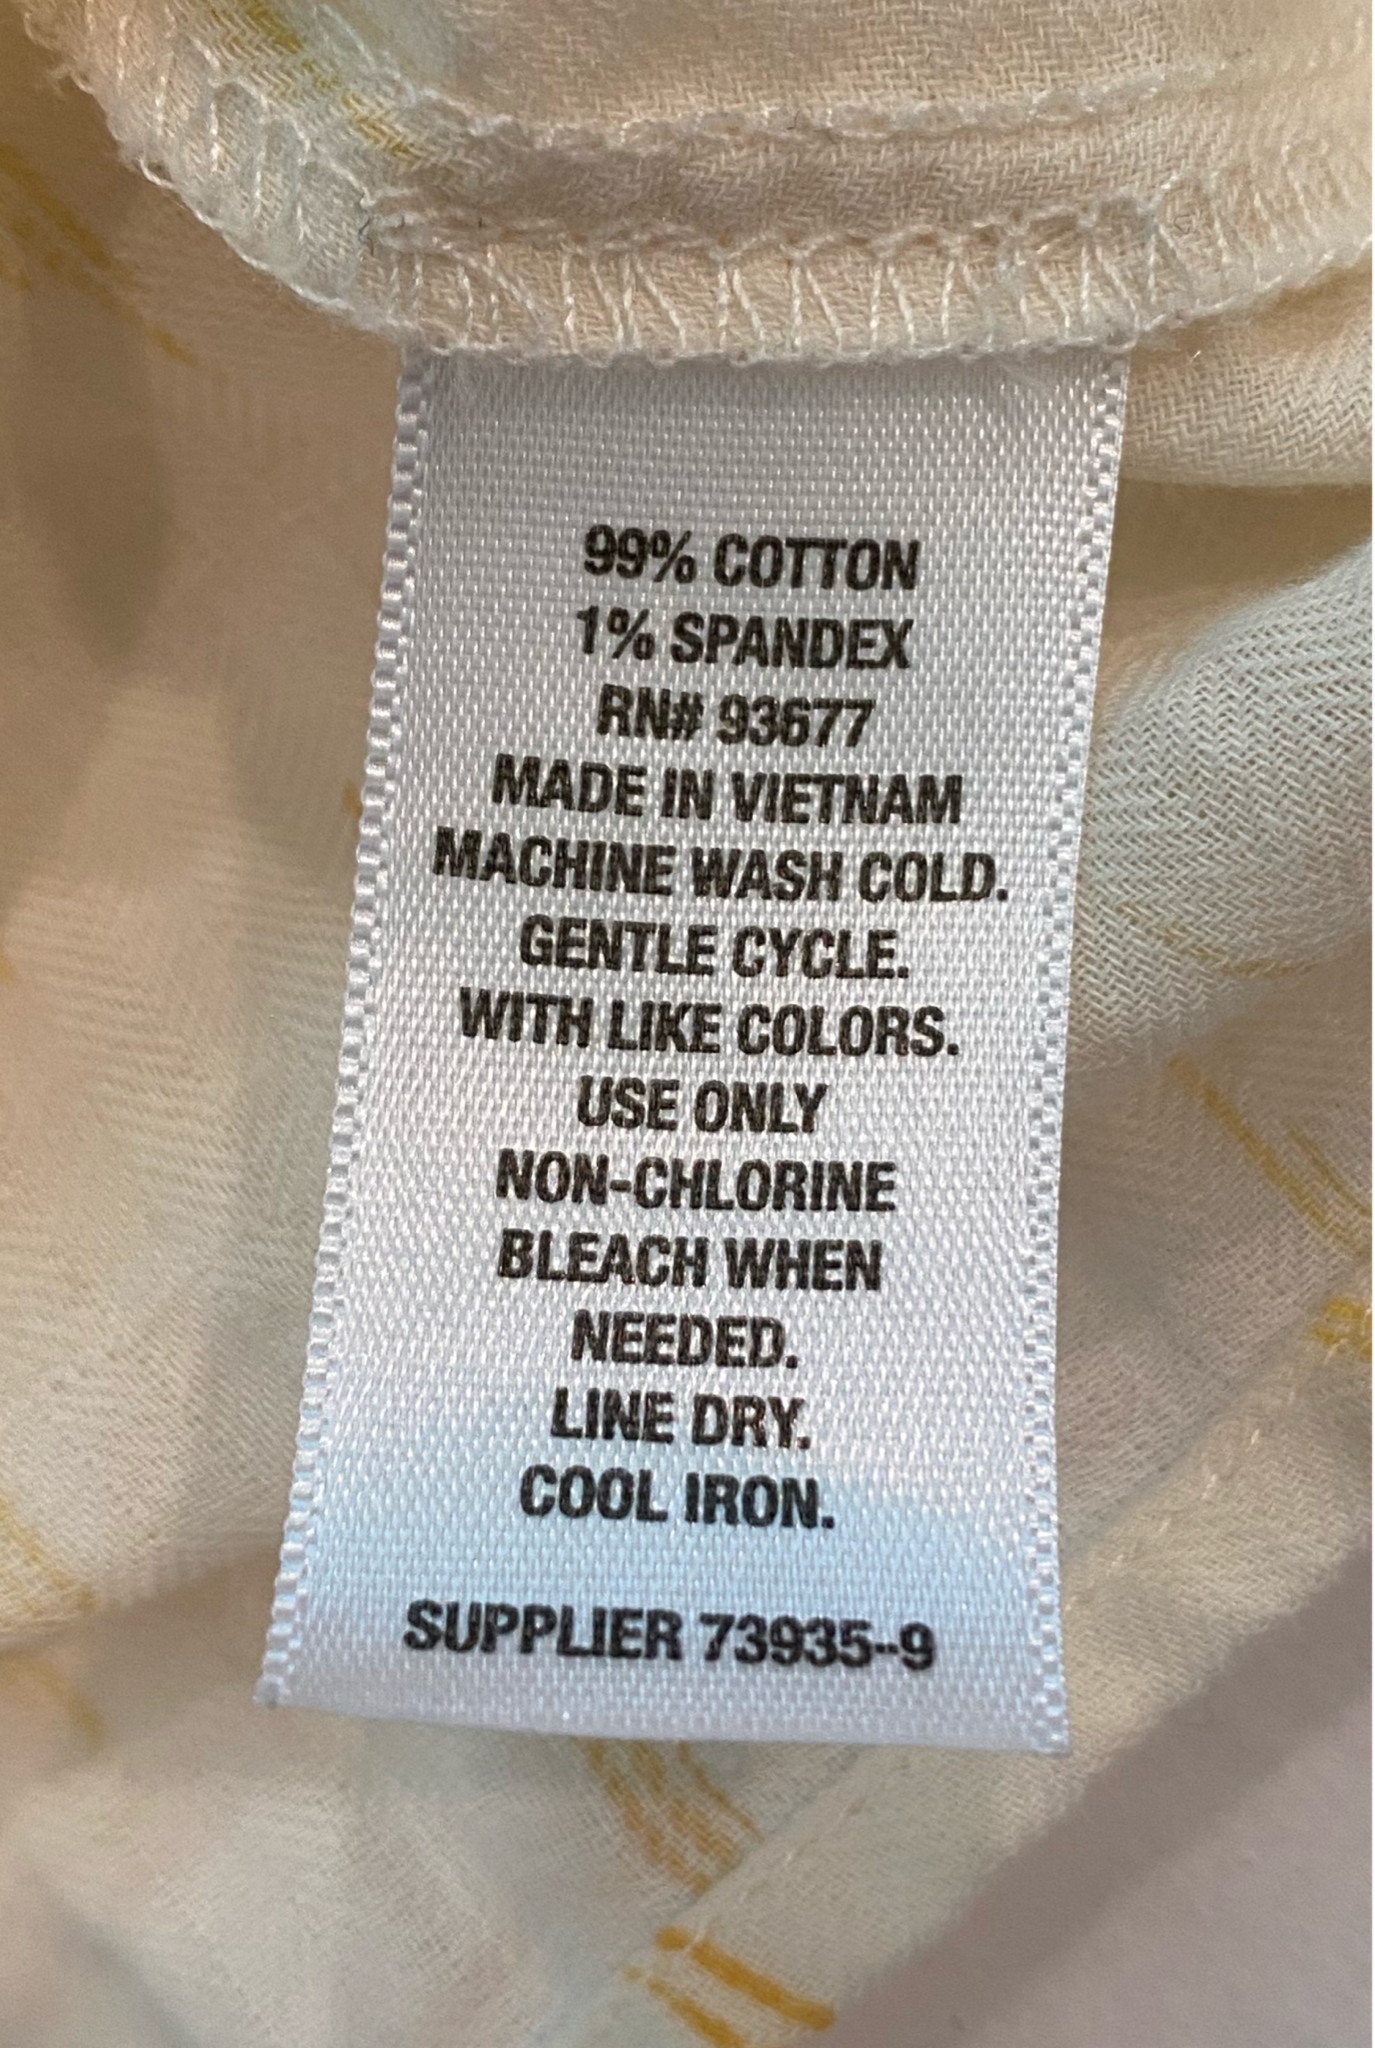 99% COTTON
1% SPANDEX
RN# 93677
MADE IN VIETNAM
MACHINE WASH COLD.
GENTLE CYCLE.
WITH LIKE COLORS.
USE ONLY
NON-CHLORINE
BLEACH WHEN
NEEDED.
LINE DRY.
COOL IRON.
SUPPLIER 73935--9